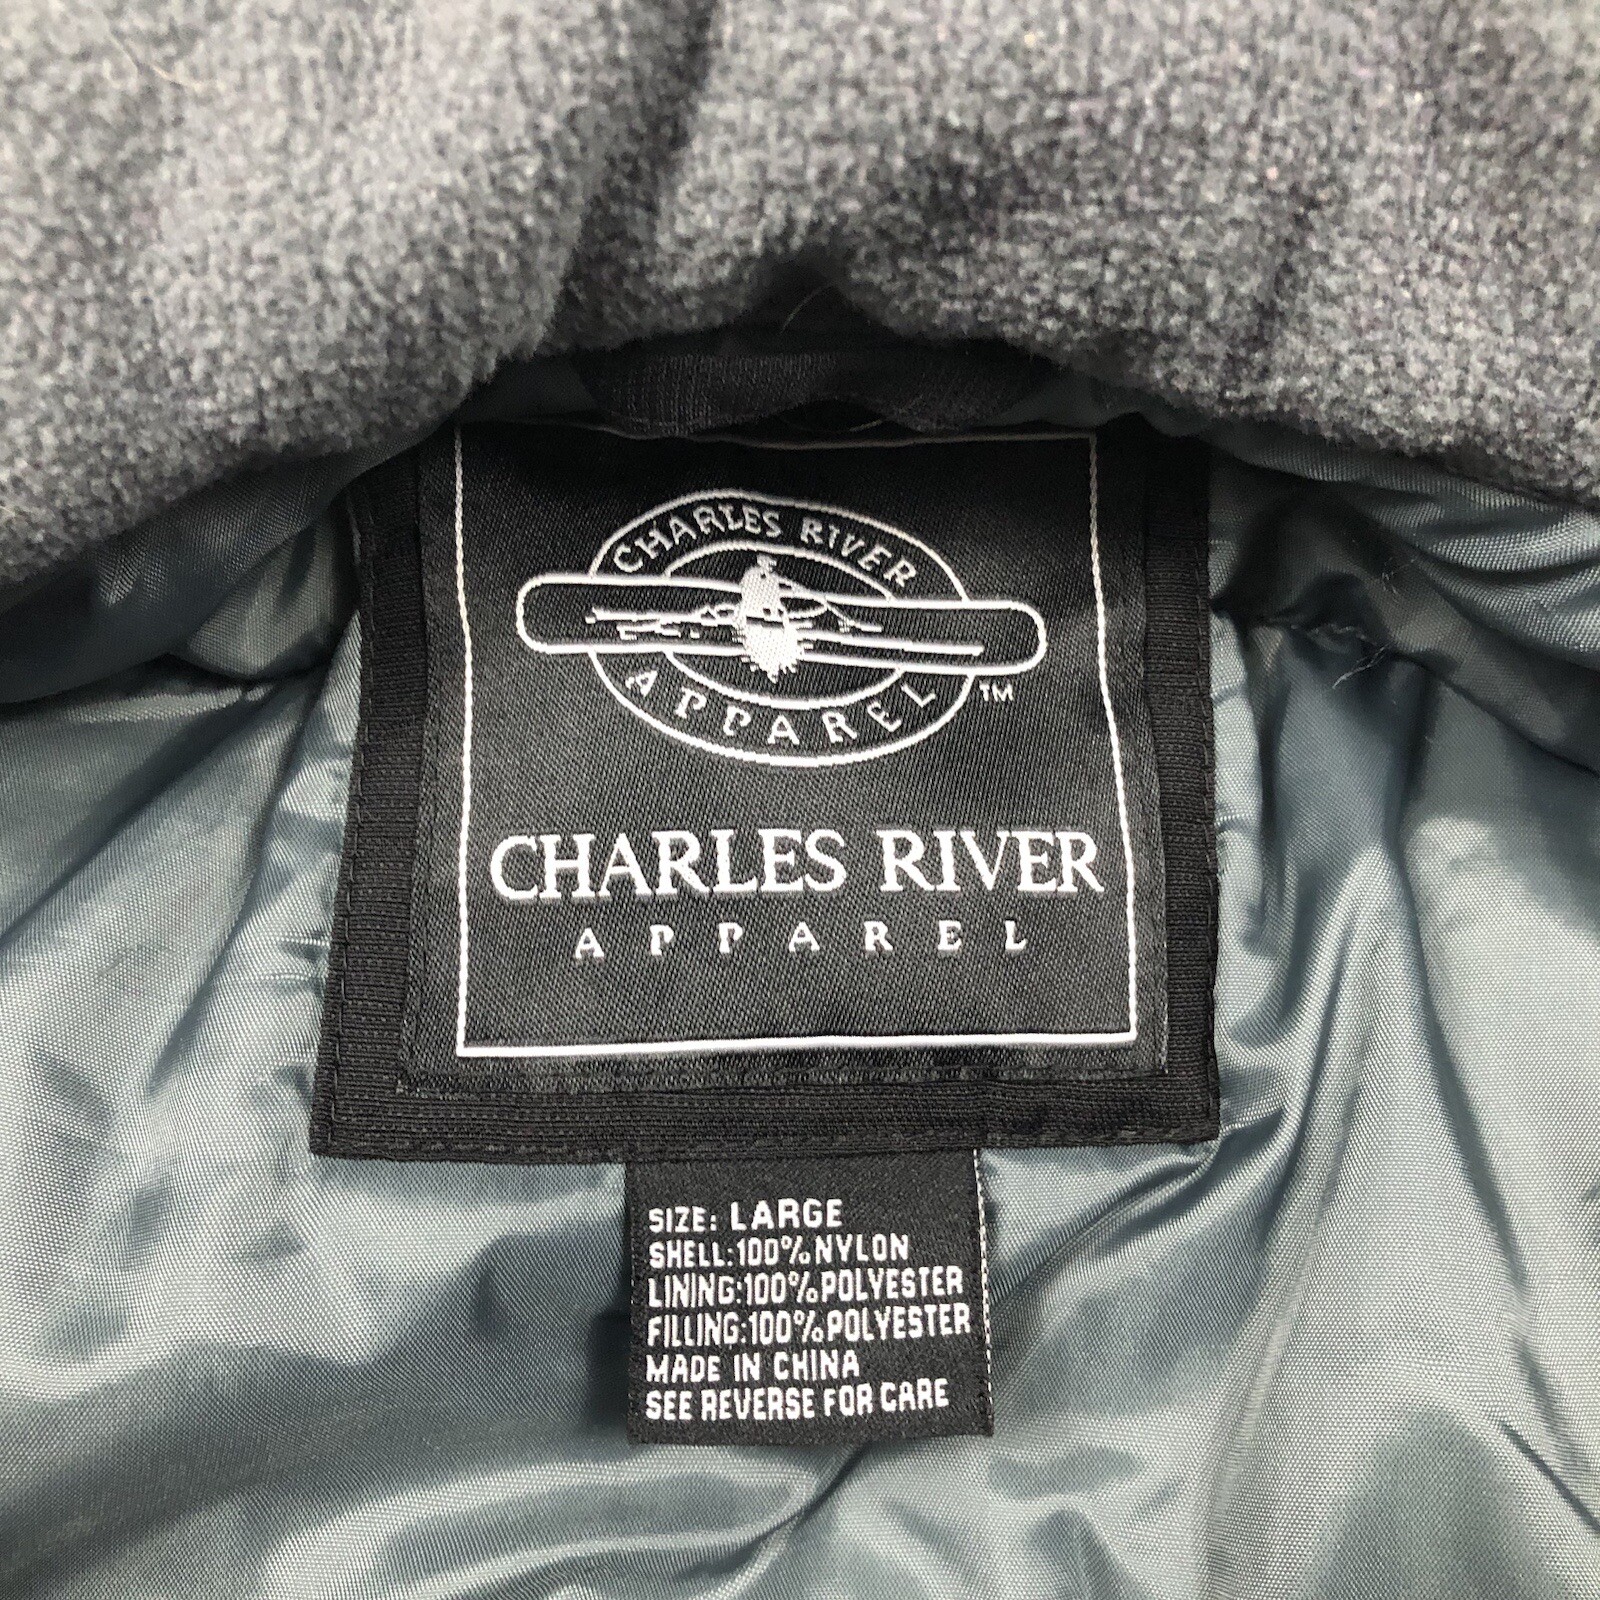 CHARLES RIVER
APPAREL
TM
CHARLES RIVER
APPAREL
SIZE: LARGE
SHELL:100%NYLON
LINING:100%POLYESTER
FILLING:100%POLYESTER
MADE IN CHINA
SEE REVERSE FOR CARE